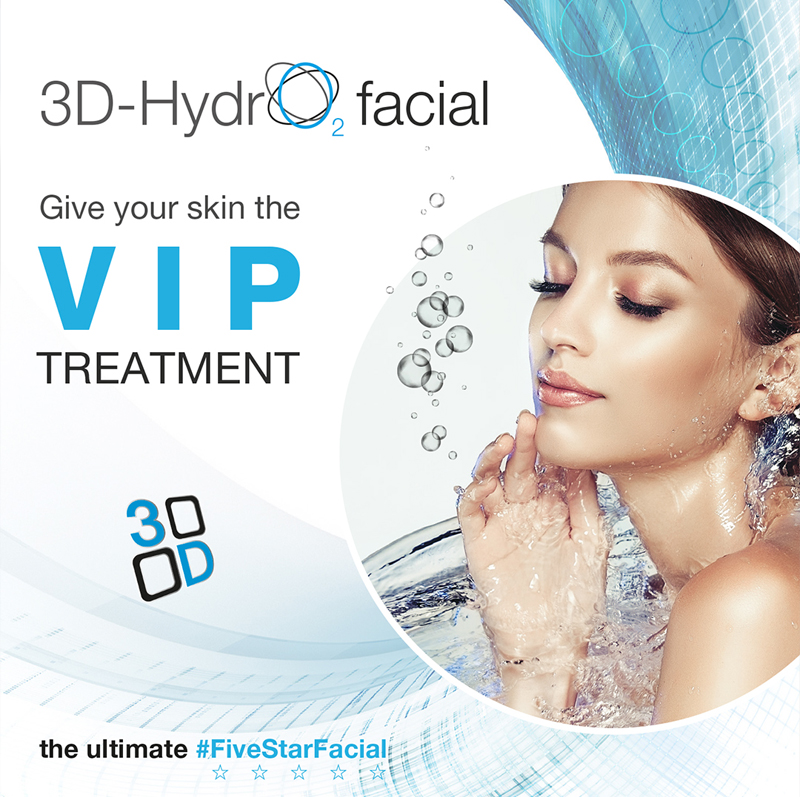 3D-HydrO2 facial
Give your skin the
VIP
TREATMENT
3D
the ultimate #FiveStarFacial